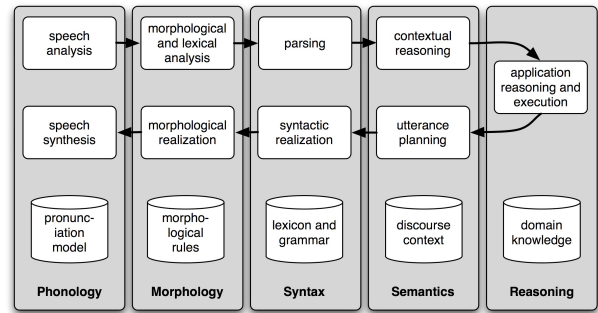 speech
analysis
morphological
and lexical
analysis
parsing
contextual
reasoning
application
reasoning and
execution
speech
synthesis
morphological
realization
syntactic
realization
utterance
planning
pronunc-
iation
model
morpho-
logical
rules
lexicon and
grammar
discourse
context
domain
knowledge
Phonology
Morphology
Syntax
Semantics
Reasoning